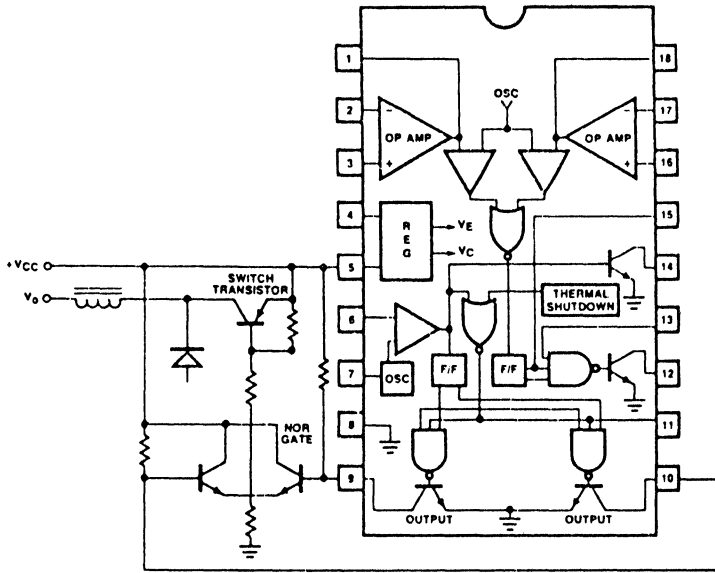 1
18
OSC
2
17
OP AMP
OP AMP
3
16
4
15
REG
VE
VC
+VCC
5
14
SWITCH
TRANSISTOR
Vo
6
THERMAL
SHUTDOWN
13
7
OSC
F/F
F/F
12
8
11
NOR
GATE
9
10
OUTPUT
OUTPUT
−
+
−
+